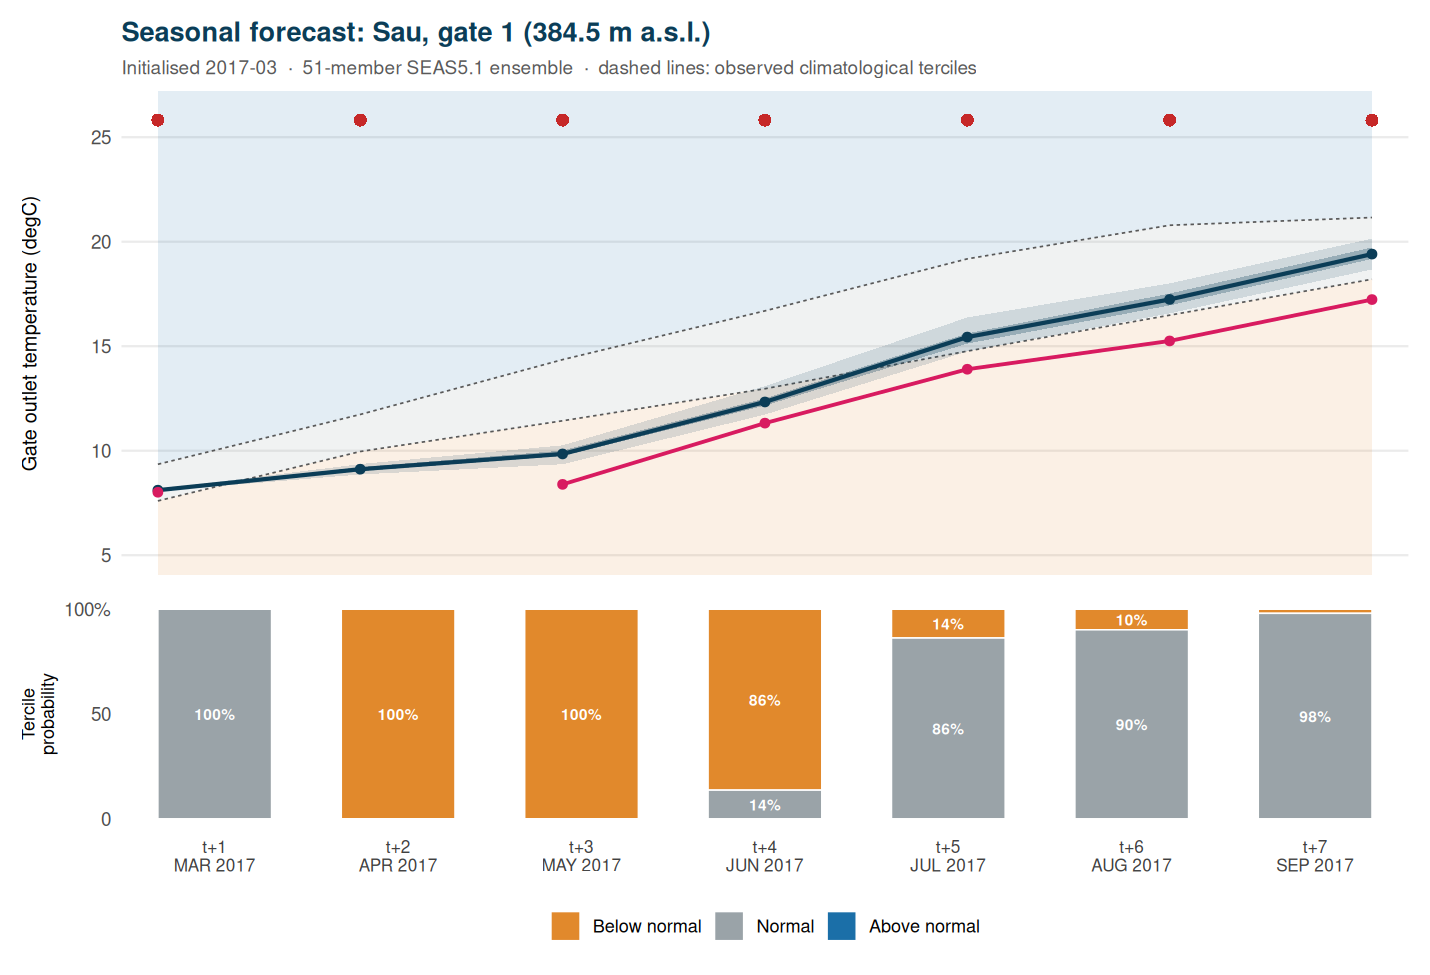 Seasonal forecast: Sau, gate 1 (384.5 m a.s.l.)
Initialised 2017-03 · 51-member SEAS5.1 ensemble · dashed lines: observed climatological terciles
Gate outlet temperature (degC)
25
20
15
10
5
Tercile
probability
100%
50
0
100%
100%
100%
86%
14%
14%
86%
10%
90%
98%
t+1
MAR 2017
t+2
APR 2017
t+3
MAY 2017
t+4
JUN 2017
t+5
JUL 2017
t+6
AUG 2017
t+7
SEP 2017
Below normal
Normal
Above normal